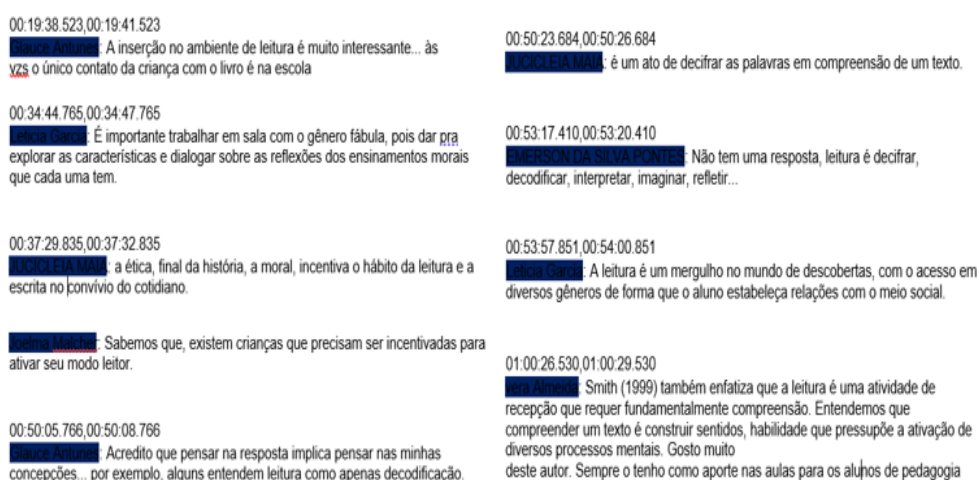 00:19:38.523,00:19:41.523
Glauce Antunes: A inserção no ambiente de leitura é muito interessante... às
vzs o único contato da criança com o livro é na escola
00:34:44.765,00:34:47.765
Leticia Garcia: É importante trabalhar em sala com o gênero fábula, pois dar pra
explorar as características e dialogar sobre as reflexões dos ensinamentos morais
que cada uma tem.
00:37:29.835,00:37:32.835
JUCICLEIA MAIA: a ética, final da história, a moral, incentiva o hábito da leitura e a
escrita no convívio do cotidiano.
Joelma Malcher: Sabemos que, existem crianças que precisam ser incentivadas para
ativar seu modo leitor.
00:50:05.766,00:50:08.766
Glauce Antunes: Acredito que pensar na resposta implica pensar nas minhas
concepções... por exemplo, alguns entendem leitura como apenas decodificação.
00:50:23.684,00:50:26.684
JUCICLEIA MAIA: é um ato de decifrar as palavras em compreensão de um texto.
00:53:17.410,00:53:20.410
EMERSON DA SILVA PONTES: Não tem uma resposta, leitura é decifrar,
decodificar, interpretar, imaginar, refletir...
00:53:57.851,00:54:00.851
Leticia Garcia: A leitura é um mergulho no mundo de descobertas, com o acesso em
diversos gêneros de forma que o aluno estabeleça relações com o meio social.
01:00:26.530,01:00:29.530
vera Almeida: Smith (1999) também enfatiza que a leitura é uma atividade de
recepção que requer fundamentalmente compreensão. Entendemos que
compreender um texto é construir sentidos, habilidade que pressupõe a ativação de
diversos processos mentais. Gosto muito
deste autor. Sempre o tenho como aporte nas aulas para os alunos de pedagogia